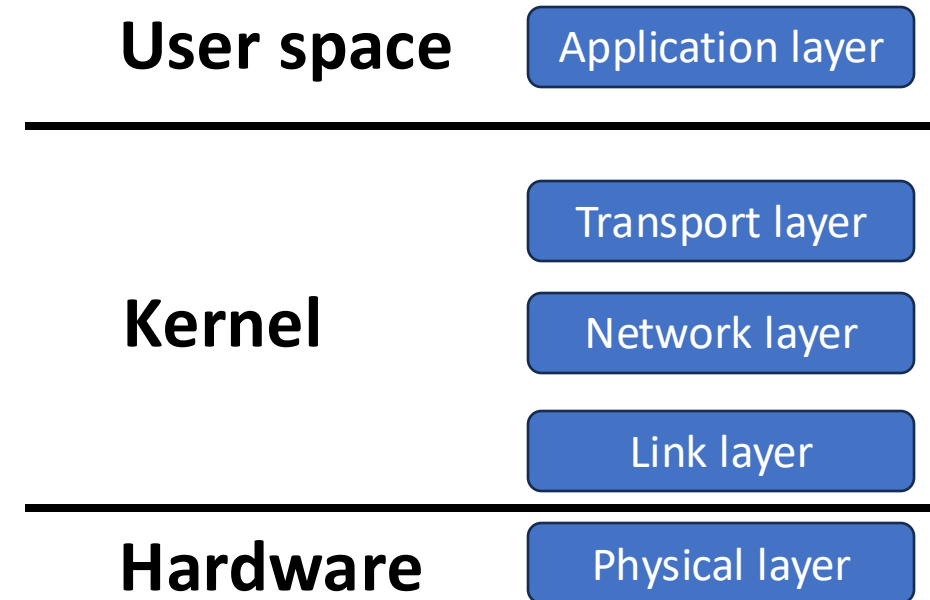 User space
Application layer
Transport layer
Kernel
Network layer
Link layer
Hardware
Physical layer